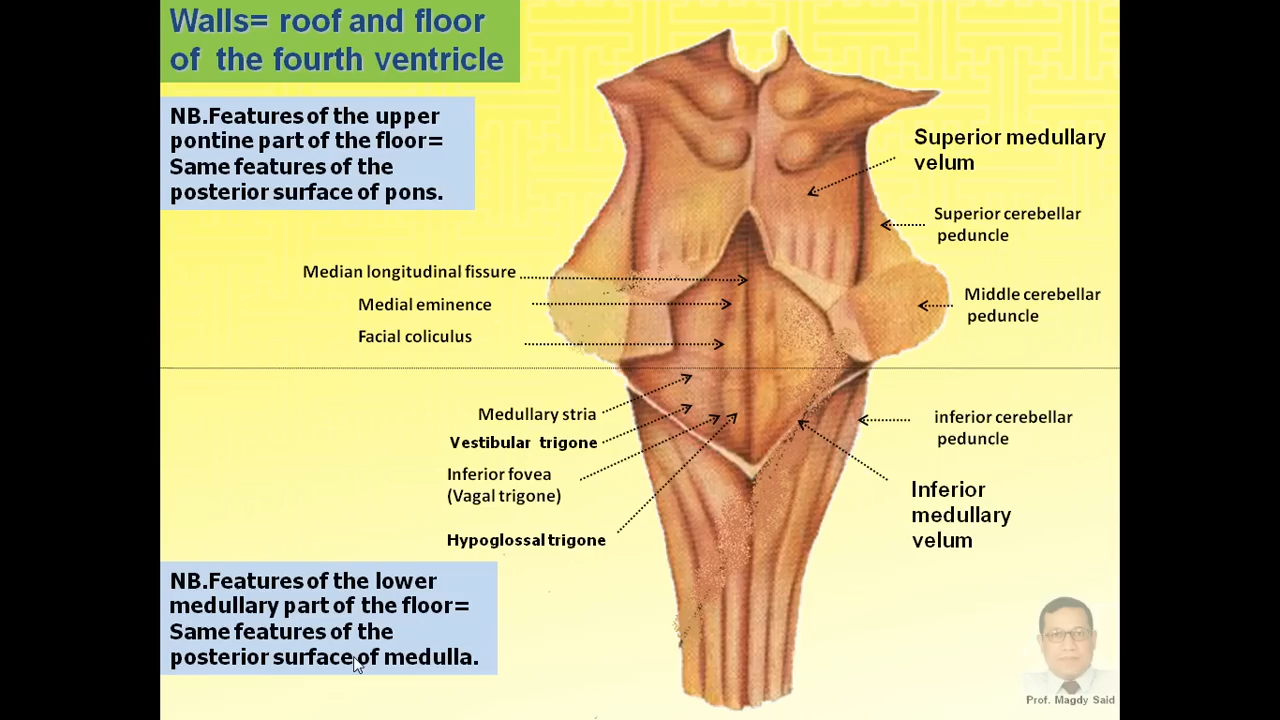 Walls= roof and floor
of the fourth ventricle
NB.Features of the upper
pontine part of the floor=
Same features of the
posterior surface of pons.
Superior medullary
velum
Superior cerebellar
peduncle
Median longitudinal fissure
Medial eminence
Facial coliculus
Middle cerebellar
peduncle
Medullary stria
Vestibular trigone
Inferior fovea
(Vagal trigone)
Hypoglossal trigone
inferior cerebellar
peduncle
Inferior
medullary
velum
NB.Features of the lower
medullary part of the floor=
Same features of the
posterior surface of medulla.
Prof. Magdy Said